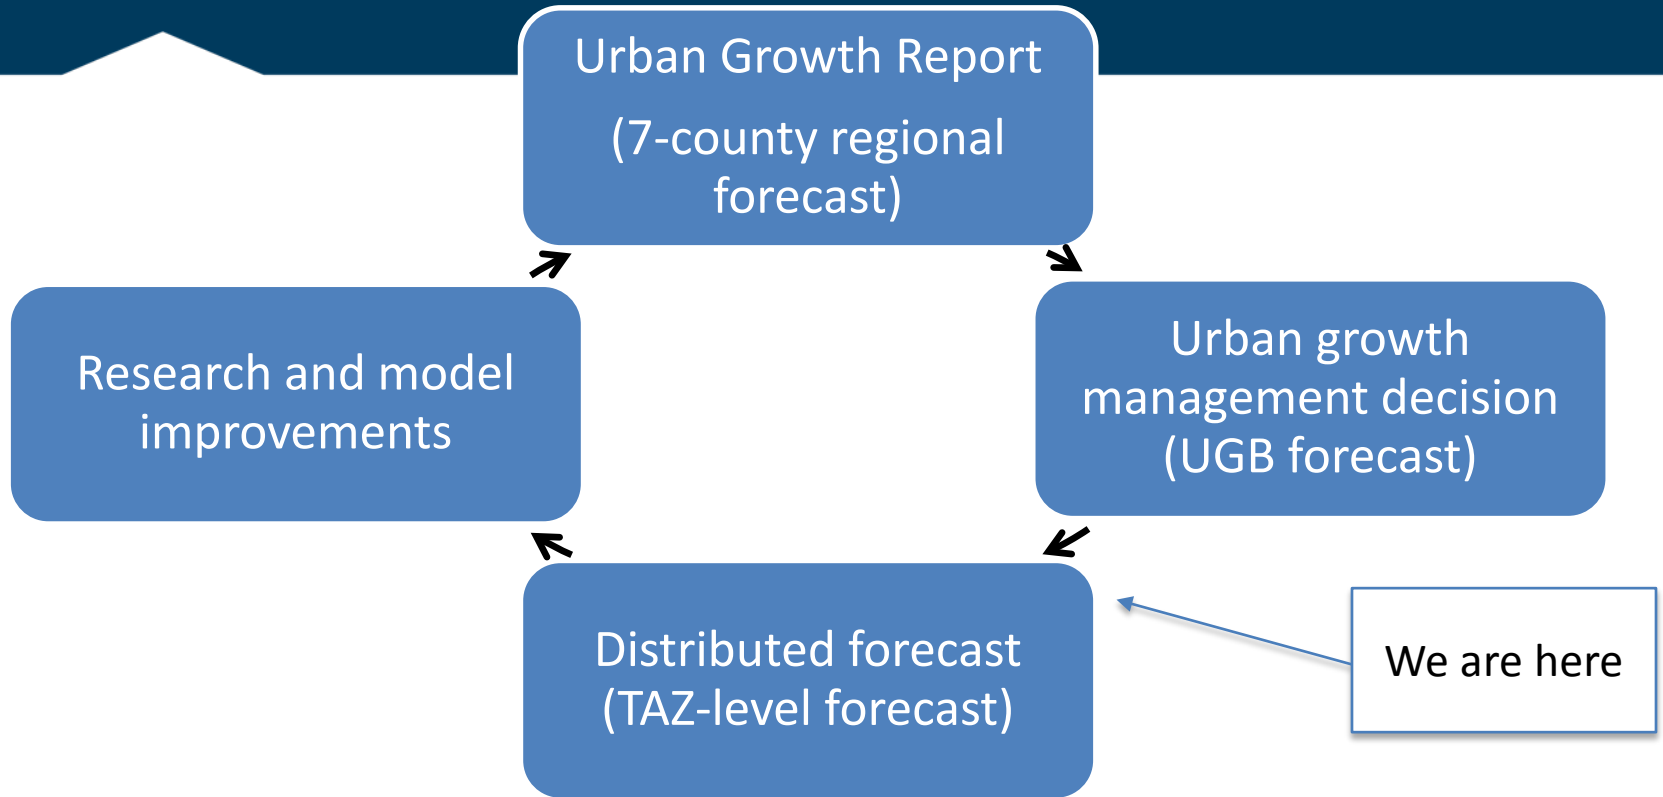 Urban Growth Report
(7-county regional
forecast)
Research and model
improvements
Urban growth
management decision
(UGB forecast)
Distributed forecast
(TAZ-level forecast)
We are here